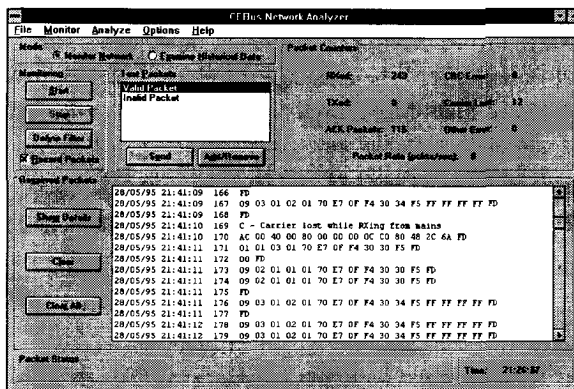 CEBus Network Analyzer
File Monitor Analyze Options Help
Mode
Monitor Network Examine Historical Data
Packet Counters
Monitoring
Test Packets
RXed: 243 CRC Error: 0
Start
Valid Packet
Invalid Packet
TXed: 0 Carrier Lost: 12
Stop
ACK Packets: 115 Other Error: 0
Define Filter
Send Add/Remove
Record Packets
Packet Rate (pckts/sec): 0
Received Packets
28/05/95 21:41:09 166 FD
28/05/95 21:41:09 167 09 03 01 02 01 70 E7 0F F4 30 34 F5 FF FF FF FF FD
28/05/95 21:41:09 168 FD
28/05/95 21:41:10 169 C - Carrier lost while RXing from mains
28/05/95 21:41:10 170 AC 00 40 00 80 00 00 00 0C C0 80 48 2C 6A FD
28/05/95 21:41:11 171 01 01 03 01 70 E7 0F F4 30 30 F5 FD
28/05/95 21:41:11 172 00 FD
28/05/95 21:41:11 173 09 02 01 01 01 70 E7 0F F4 30 30 F5 FD
28/05/95 21:41:11 174 09 02 01 01 01 70 E7 0F F4 30 30 F5 FD
28/05/95 21:41:11 175 FD
28/05/95 21:41:11 176 09 03 01 02 01 70 E7 0F F4 30 34 F5 FF FF FF FF FD
28/05/95 21:41:11 177 FD
28/05/95 21:41:12 178 09 03 01 02 01 70 E7 0F F4 30 34 F5 FF FF FF FF FD
28/05/95 21:41:12 179 09 03 01 02 01 70 E7 0F F4 30 34 F5 FF FF FF FF FD
Show Details
Clear
Clear All
Packet Status
Time: 21:26:57